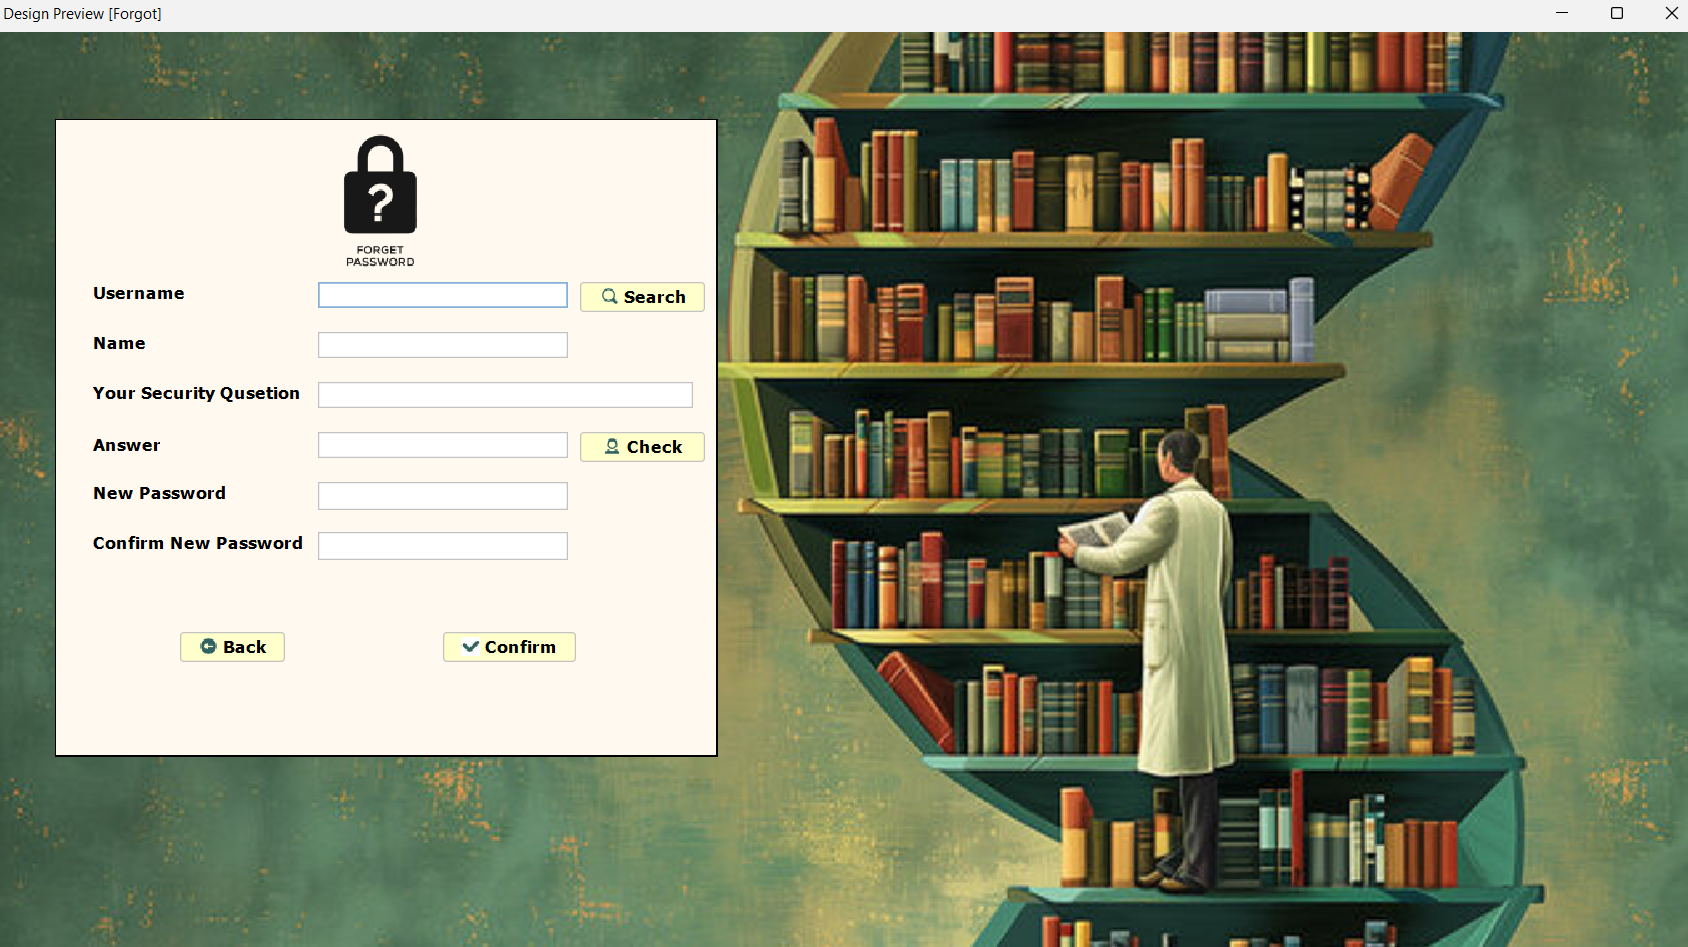 Design Preview [Forgot]
?
FORGET
PASSWORD
Username
Search
Name
Your Security Qusetion
Answer
Check
New Password
Confirm New Password
Back
Confirm